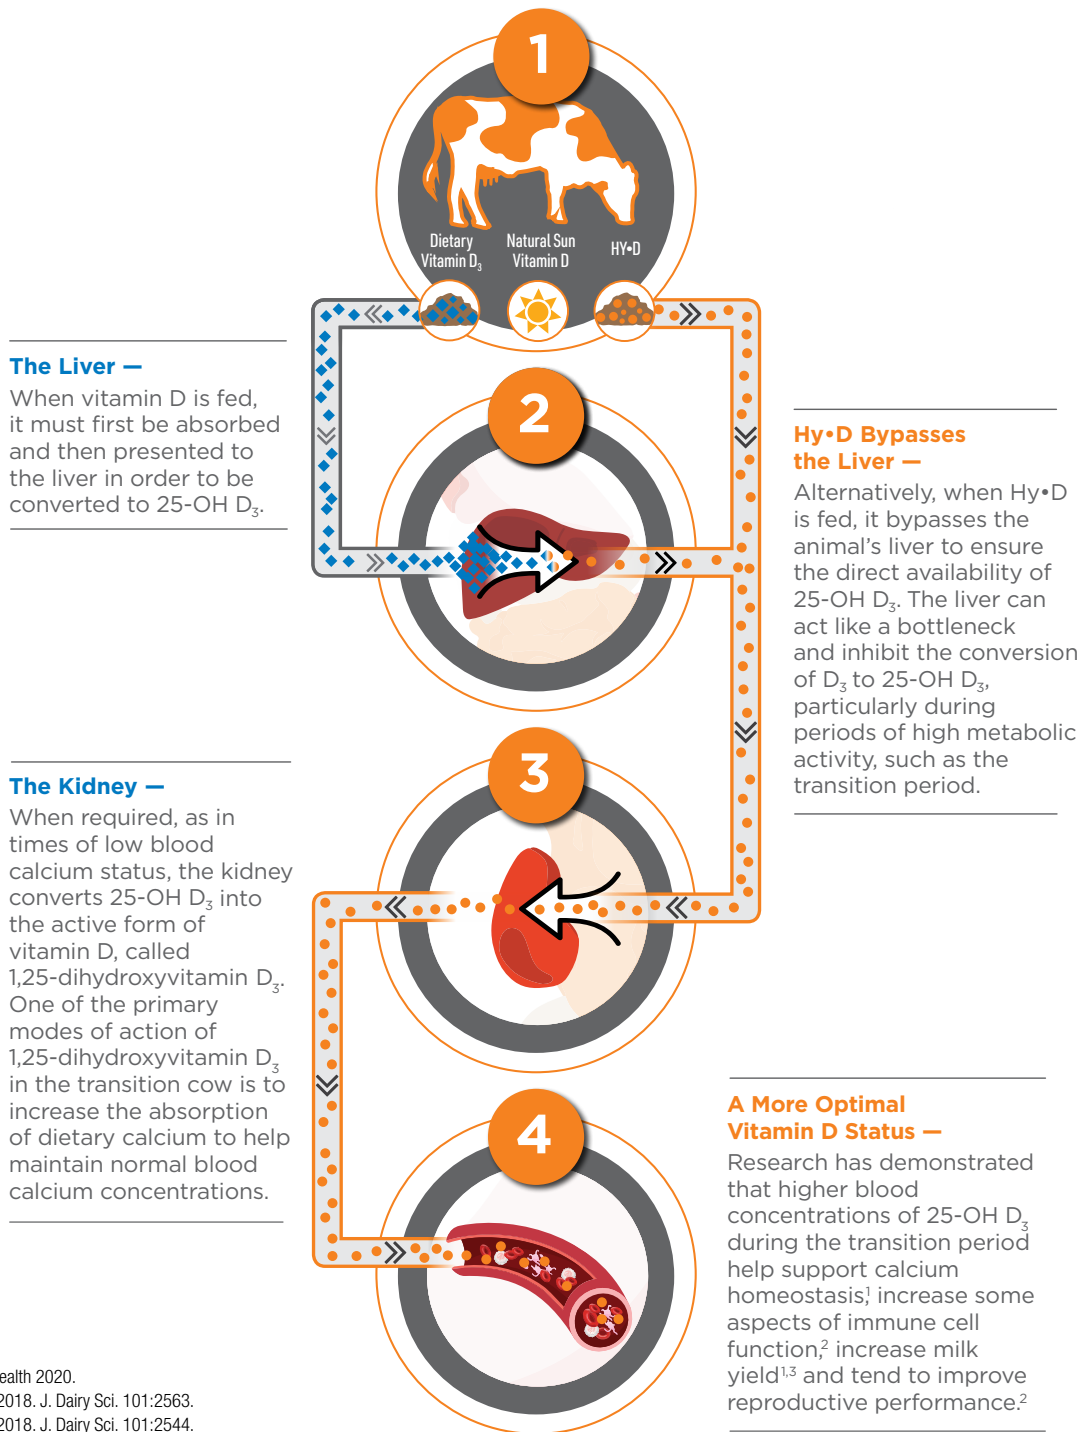 1
Dietary
Vitamin D₃
Natural Sun
Vitamin D
HY•D
The Liver —
When vitamin D is fed,
it must first be absorbed
and then presented to
the liver in order to be
converted to 25-OH D₃.
2
Hy•D Bypasses
the Liver —
Alternatively, when Hy•D
is fed, it bypasses the
animal’s liver to ensure
the direct availability of
25-OH D₃. The liver can
act like a bottleneck
and inhibit the conversion
of D₃ to 25-OH D₃,
particularly during
periods of high metabolic
activity, such as the
transition period.
3
The Kidney —
When required, as in
times of low blood
calcium status, the kidney
converts 25-OH D₃ into
the active form of
vitamin D, called
1,25-dihydroxyvitamin D₃.
One of the primary
modes of action of
1,25-dihydroxyvitamin D₃
in the transition cow is to
increase the absorption
of dietary calcium to help
maintain normal blood
calcium concentrations.
4
A More Optimal
Vitamin D Status —
Research has demonstrated
that higher blood
concentrations of 25-OH D₃
during the transition period
help support calcium
homeostasis,¹ increase some
aspects of immune cell
function,² increase milk
yield¹,³ and tend to improve
reproductive performance.²
ealth 2020.
2018. J. Dairy Sci. 101:2563.
2018. J. Dairy Sci. 101:2544.